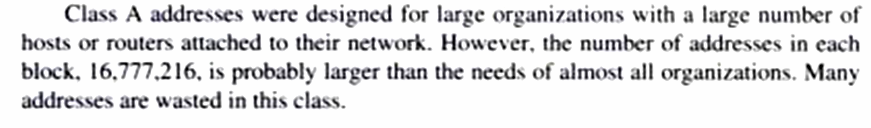 Class A addresses were designed for large organizations with a large number of
hosts or routers attached to their network. However, the number of addresses in each
block, 16,777,216, is probably larger than the needs of almost all organizations. Many
addresses are wasted in this class.